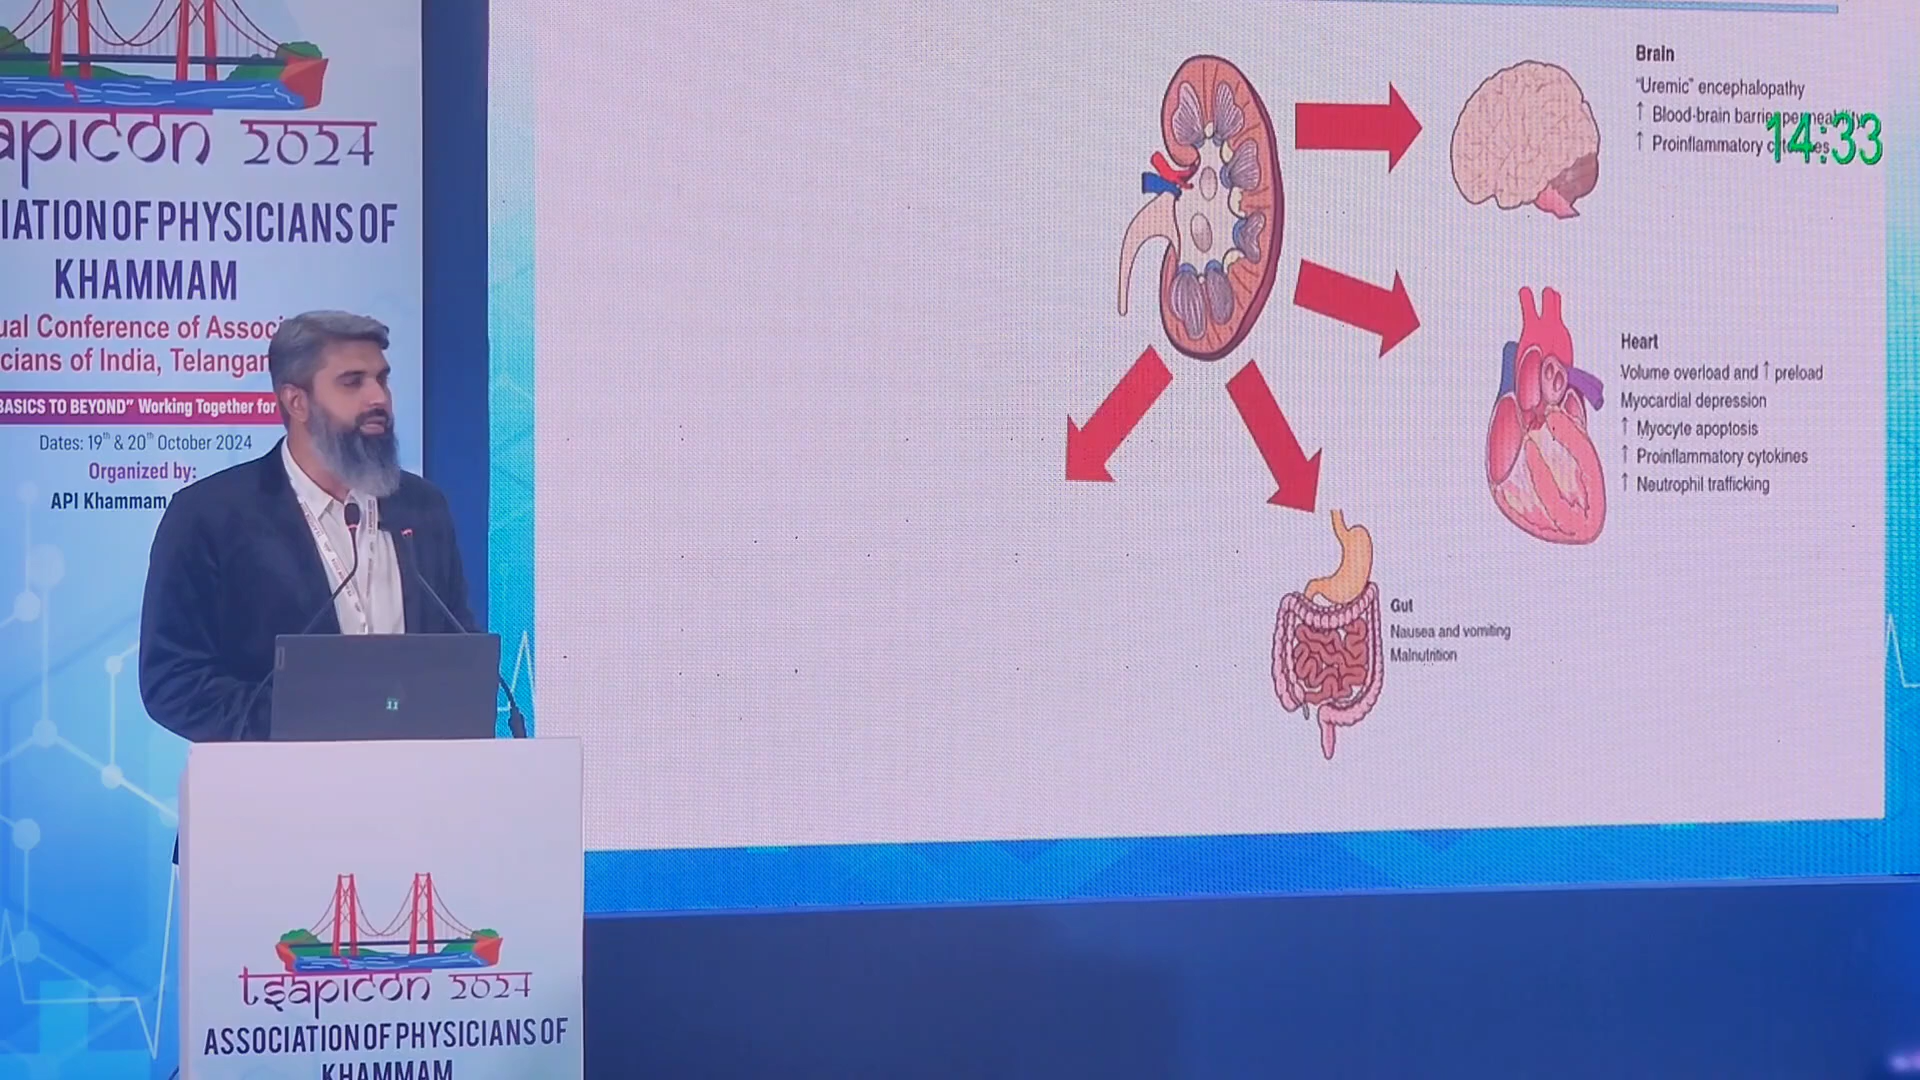 apicon 2024
IATION OF PHYSICIANS OF
KHAMMAM
ual Conference of Assoc
cians of India, Telangan
BASICS TO BEYOND" Working Together for
Dates: 19th & 20th October 2024
Organized by:
API Khammam
Brain
"Uremic" encephalopathy
↑ Blood-brain barrier permeability
↑ Proinflammatory cytokines
14:33
Heart
Volume overload and ↑ preload
Myocardial depression
↑ Myocyte apoptosis
↑ Proinflammatory cytokines
↑ Neutrophil trafficking
Gut
Nausea and vomiting
Malnutrition
tsapicon 2024
ASSOCIATION OF PHYSICIANS OF
KHAMMAM